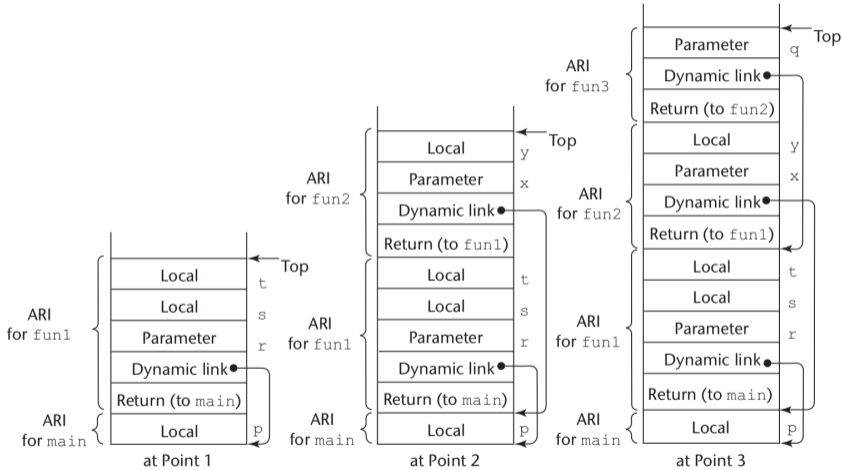 ARI
for fun1
Top
Local t
Local s
Parameter r
Dynamic link
Return (to main)
ARI
for main
Local p
at Point 1
ARI
for fun2
Top
Local y
Parameter x
Dynamic link
Return (to fun1)
ARI
for fun1
Local t
Local s
Parameter r
Dynamic link
Return (to main)
ARI
for main
Local p
at Point 2
ARI
for fun3
Top
Parameter q
Dynamic link
Return (to fun2)
ARI
for fun2
Local y
Parameter x
Dynamic link
Return (to fun1)
ARI
for fun1
Local t
Local s
Parameter r
Dynamic link
Return (to main)
ARI
for main
Local p
at Point 3